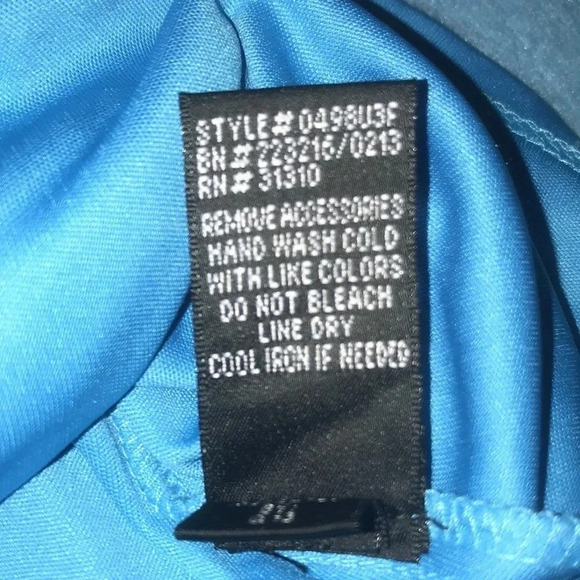 STYLE# 0498U3F
BN# 223216/0213
RN# 31310
REMOVE ACCESSORIES
HAND WASH COLD
WITH LIKE COLORS
DO NOT BLEACH
LINE DRY
COOL IRON IF NEEDED